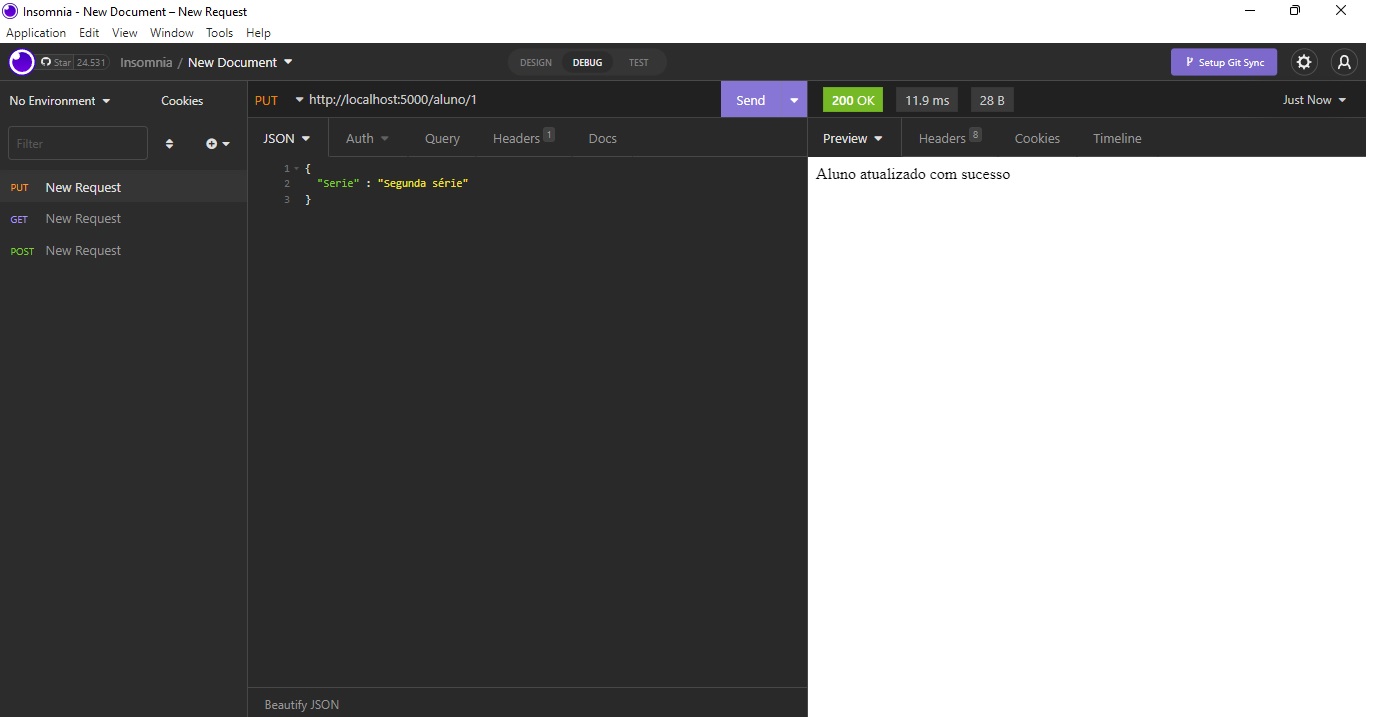 Insomnia - New Document – New Request
Application Edit View Window Tools Help
Star 24.531 Insomnia / New Document DESIGN DEBUG TEST Setup Git Sync
No Environment Cookies
PUT http://localhost:5000/aluno/1 Send 200 OK 11.9 ms 28 B Just Now
Filter
JSON Auth Query Headers 1 Docs
Preview Headers 8 Cookies Timeline
PUT New Request
GET New Request
POST New Request
1 {
2 "Serie" : "Segunda série"
3 }
Aluno atualizado com sucesso
Beautify JSON